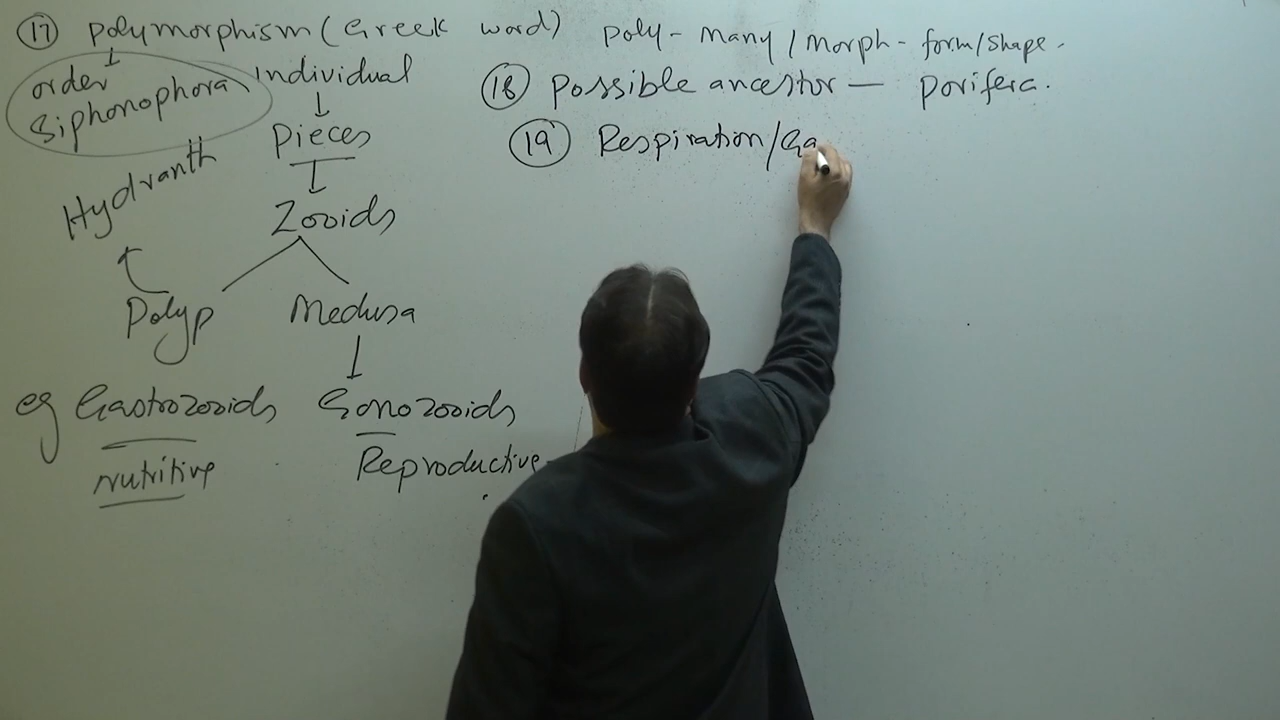 17 Polymorphism (Greek word) Poly - Many / Morph - form/shape.
order
Siphonophora
Individual
Pieces
Zooids
Hydranth
Polyp Medusa
eg Gastrozooids Gonozooids
Nutritive Reproductive
18 Possible ancestor — Porifera.
19 Respiration/Ga